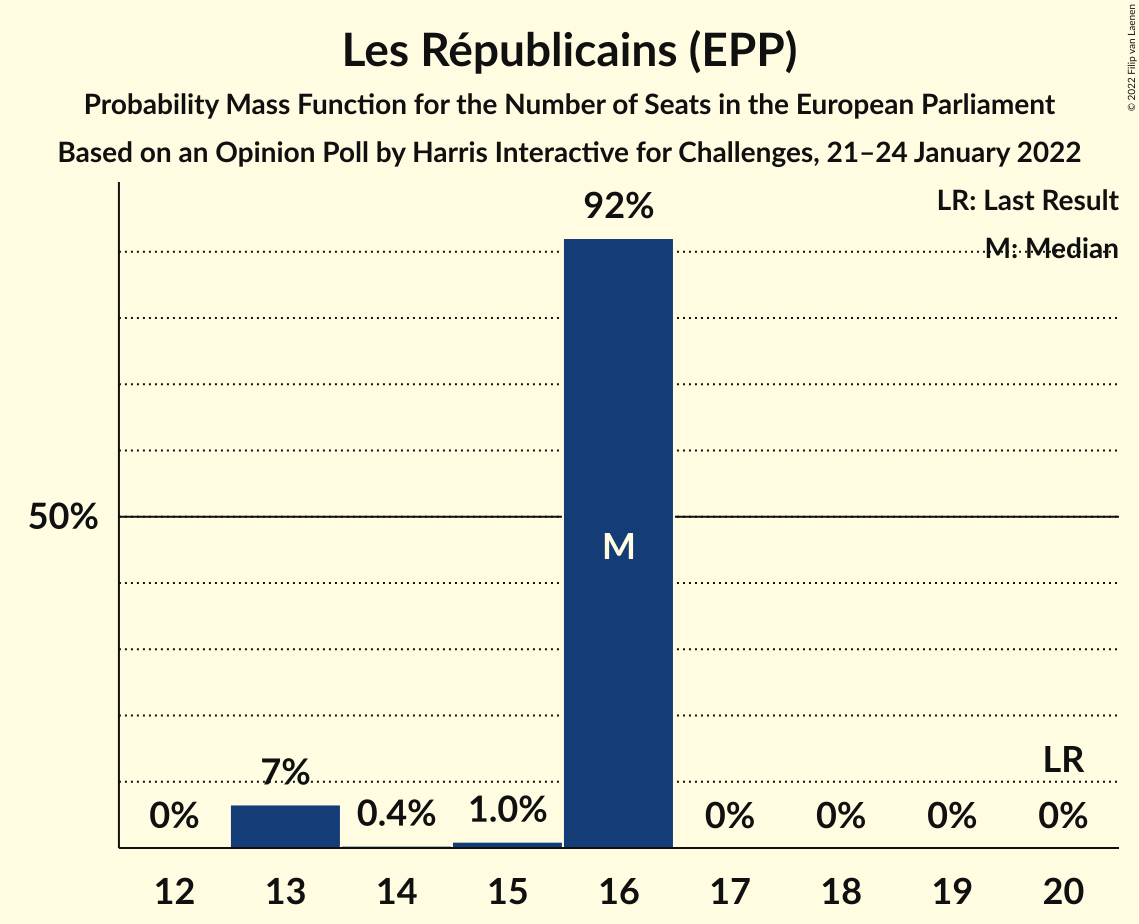 Les Républicains (EPP)
Probability Mass Function for the Number of Seats in the European Parliament
Based on an Opinion Poll by Harris Interactive for Challenges, 21–24 January 2022
© 2022 Filip van Laenen
LR: Last Result
M: Median
92%
50%
M
7%
LR
0%
0.4%
1.0%
0%
0%
0%
0%
12
13
14
15
16
17
18
19
20